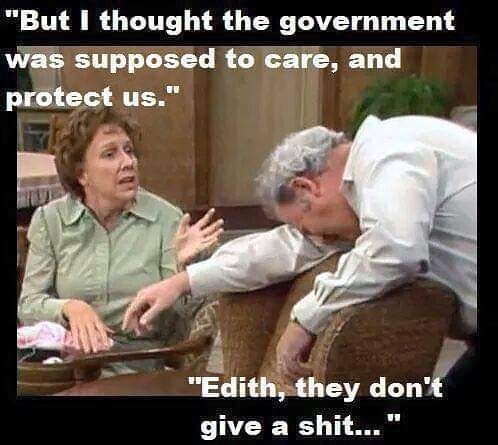 "But I thought the government
was supposed to care, and
protect us."
"Edith, they don't
give a shit... "